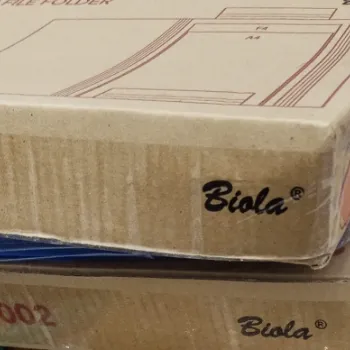 FILE FOLDER
F4
A4
Biola®
002
Biola®